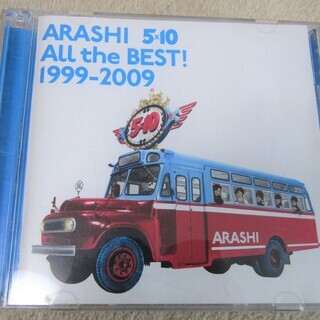 ARASHI 5×10
All the BEST!
1999-2009
5×10
ARASHI